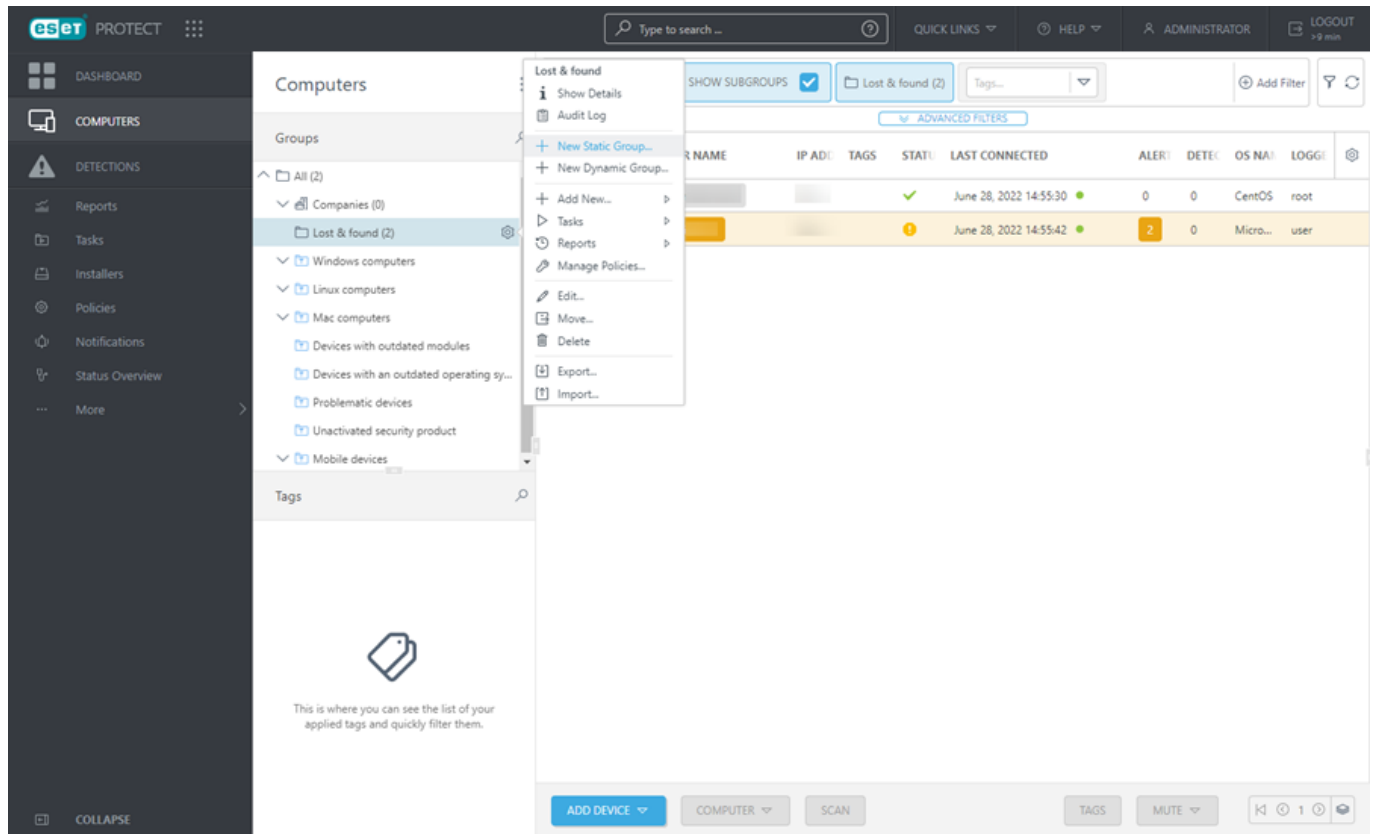 eset PROTECT
Type to search ...
QUICK LINKS
HELP
ADMINISTRATOR
LOGOUT
>9 min
DASHBOARD
COMPUTERS
DETECTIONS
Reports
Tasks
Installers
Policies
Notifications
Status Overview
More
COLLAPSE
Computers
Groups
All (2)
Companies (0)
Lost & found (2)
Windows computers
Linux computers
Mac computers
Devices with outdated modules
Devices with an outdated operating sy...
Problematic devices
Unactivated security product
Mobile devices
Tags
This is where you can see the list of your
applied tags and quickly filter them.
Lost & found
Show Details
Audit Log
New Static Group...
New Dynamic Group...
Add New...
Tasks
Reports
Manage Policies...
Edit...
Move...
Delete
Export...
Import...
SHOW SUBGROUPS
Lost & found (2)
Tags...
Add Filter
ADVANCED FILTERS
R NAME IP ADD TAGS STATU LAST CONNECTED ALERT DETEC OS NAM LOGGE
June 28, 2022 14:55:30 0 0 CentOS root
June 28, 2022 14:55:42 2 0 Micro... user
ADD DEVICE
COMPUTER
SCAN
TAGS
MUTE
1